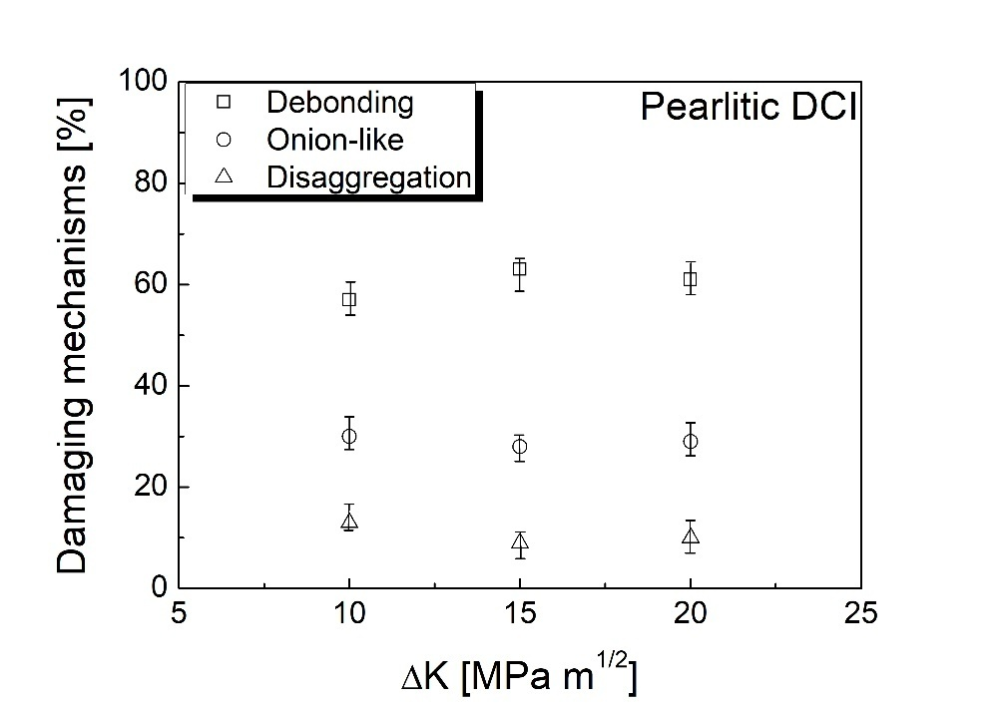 100
80
60
40
20
0
Damaging mechanisms [%]
Debonding
Onion-like
Disaggregation
Pearlitic DCI
5 10 15 20 25
ΔK [MPa m^1/2]